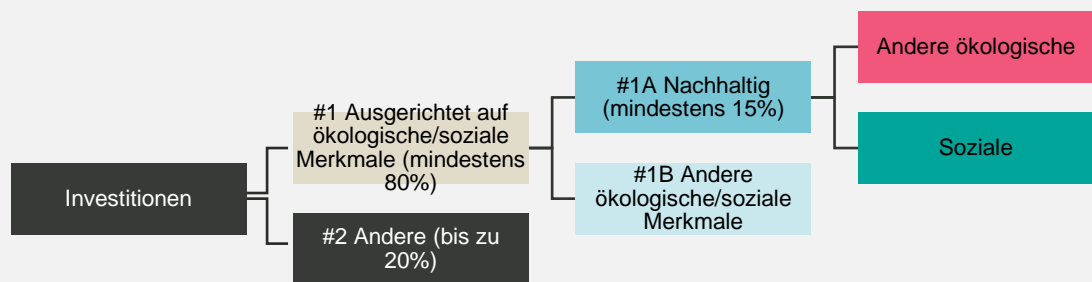 Investitionen
#1 Ausgerichtet auf
ökologische/soziale
Merkmale (mindestens
80%)
#2 Andere (bis zu
20%)
#1A Nachhaltig
(mindestens 15%)
#1B Andere
ökologische/soziale
Merkmale
Andere ökologische
Soziale